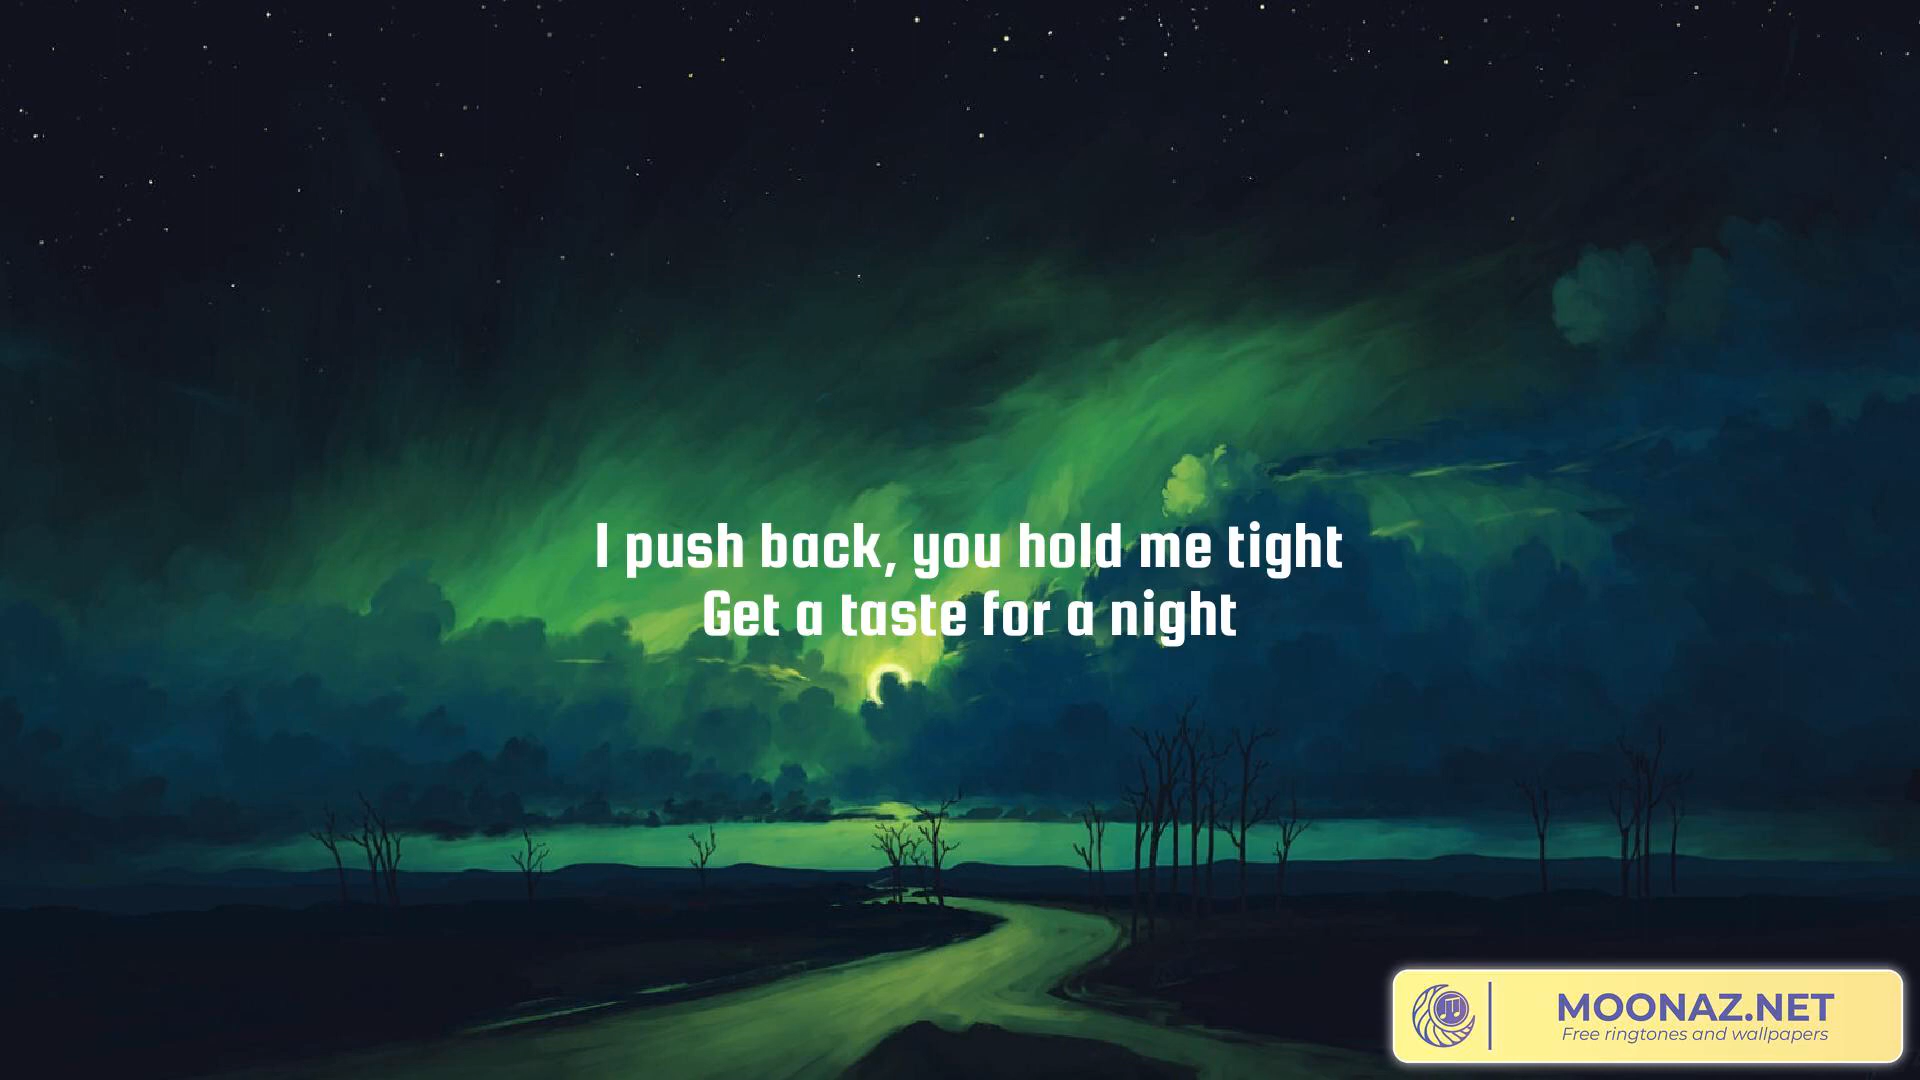 I push back, you hold me tight
Get a taste for a night
MOONAZ.NET
Free ringtones and wallpapers